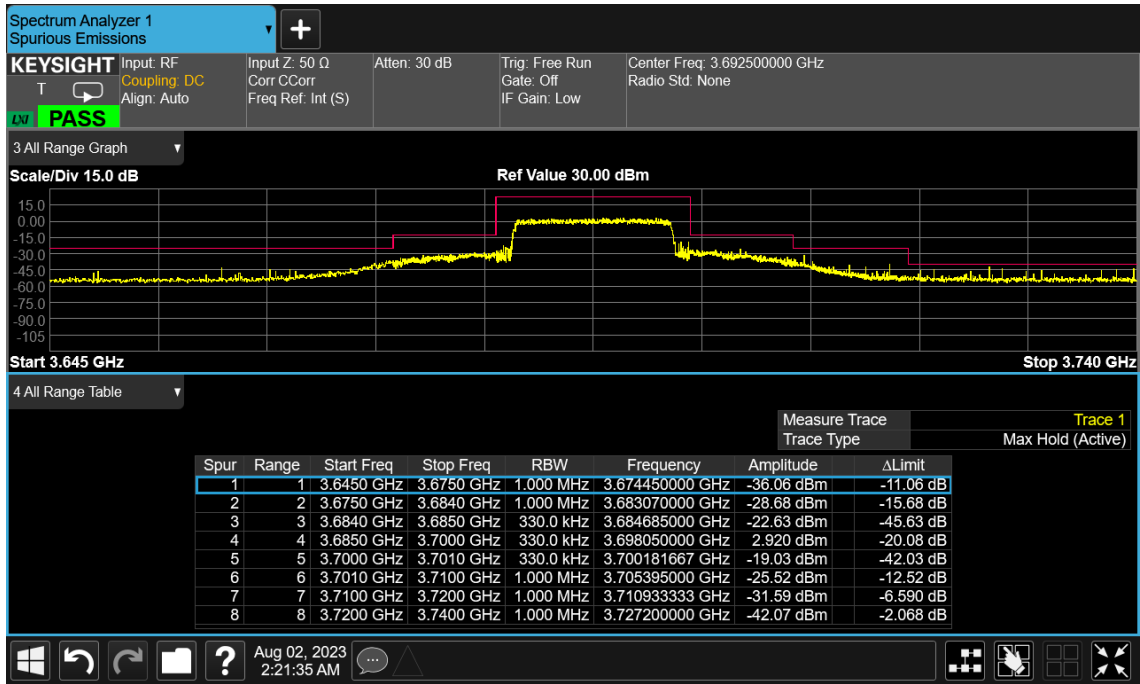 Spectrum Analyzer 1
Spurious Emissions
KEYSIGHT Input: RF Input Z: 50 Ω Atten: 30 dB Trig: Free Run Center Freq: 3.692500000 GHz
T Coupling: DC Corr CCorr Gate: Off Radio Std: None
Align: Auto Freq Ref: Int (S) IF Gain: Low
LXI PASS
3 All Range Graph
Scale/Div 15.0 dB Ref Value 30.00 dBm
15.0
0.00
-15.0
-30.0
-45.0
-60.0
-75.0
-90.0
-105
Start 3.645 GHz Stop 3.740 GHz
4 All Range Table
Measure Trace Trace 1
Trace Type Max Hold (Active)
Spur Range Start Freq Stop Freq RBW Frequency Amplitude ΔLimit
1 1 3.6450 GHz 3.6750 GHz 1.000 MHz 3.674450000 GHz -36.06 dBm -11.06 dB
2 2 3.6750 GHz 3.6840 GHz 1.000 MHz 3.683070000 GHz -28.68 dBm -15.68 dB
3 3 3.6840 GHz 3.6850 GHz 330.0 kHz 3.684685000 GHz -22.63 dBm -45.63 dB
4 4 3.6850 GHz 3.7000 GHz 330.0 kHz 3.698050000 GHz 2.920 dBm -20.08 dB
5 5 3.7000 GHz 3.7010 GHz 330.0 kHz 3.700181667 GHz -19.03 dBm -42.03 dB
6 6 3.7010 GHz 3.7100 GHz 1.000 MHz 3.705395000 GHz -25.52 dBm -12.52 dB
7 7 3.7100 GHz 3.7200 GHz 1.000 MHz 3.710933333 GHz -31.59 dBm -6.590 dB
8 8 3.7200 GHz 3.7400 GHz 1.000 MHz 3.727200000 GHz -42.07 dBm -2.068 dB
Aug 02, 2023
2:21:35 AM